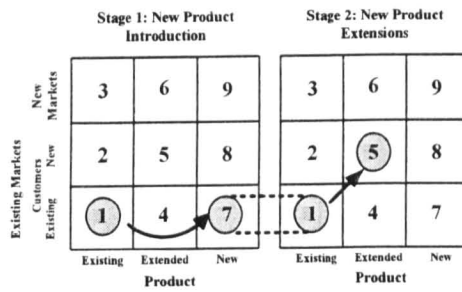 Stage 1: New Product
Introduction
Stage 2: New Product
Extensions
New
Markets
Existing Markets
Customers
New
Existing
3 6 9
2 5 8
1 4 7
3 6 9
2 5 8
1 4 7
Existing Extended New
Product
Existing Extended New
Product